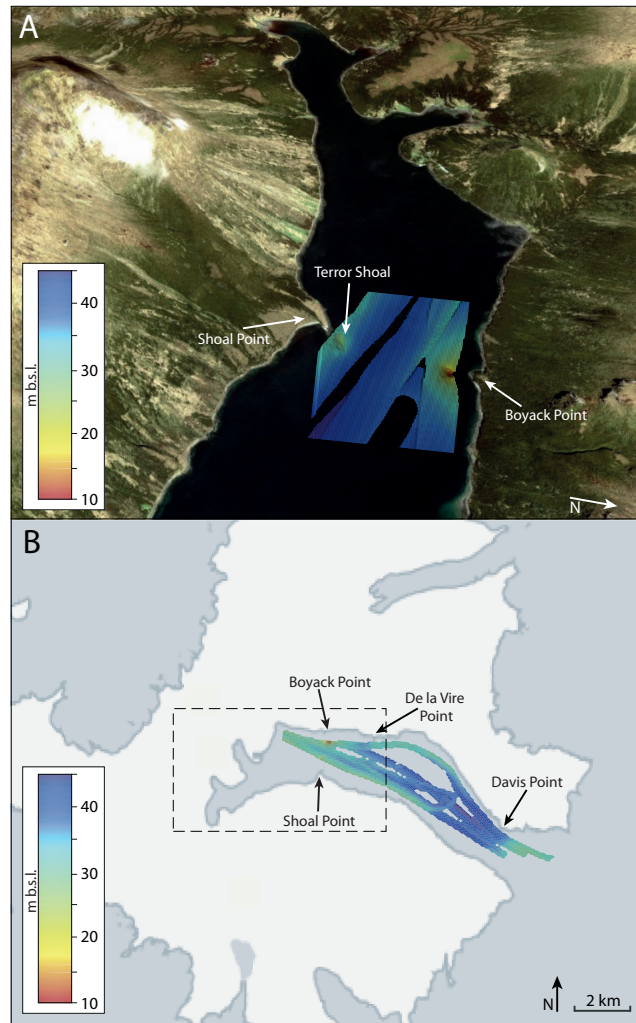 A
Terror Shoal
Shoal Point
Boyack Point
m b.s.l.
40
30
20
10
N
B
Boyack Point
De la Vire
Point
Davis Point
Shoal Point
m b.s.l.
40
30
20
10
N
2 km